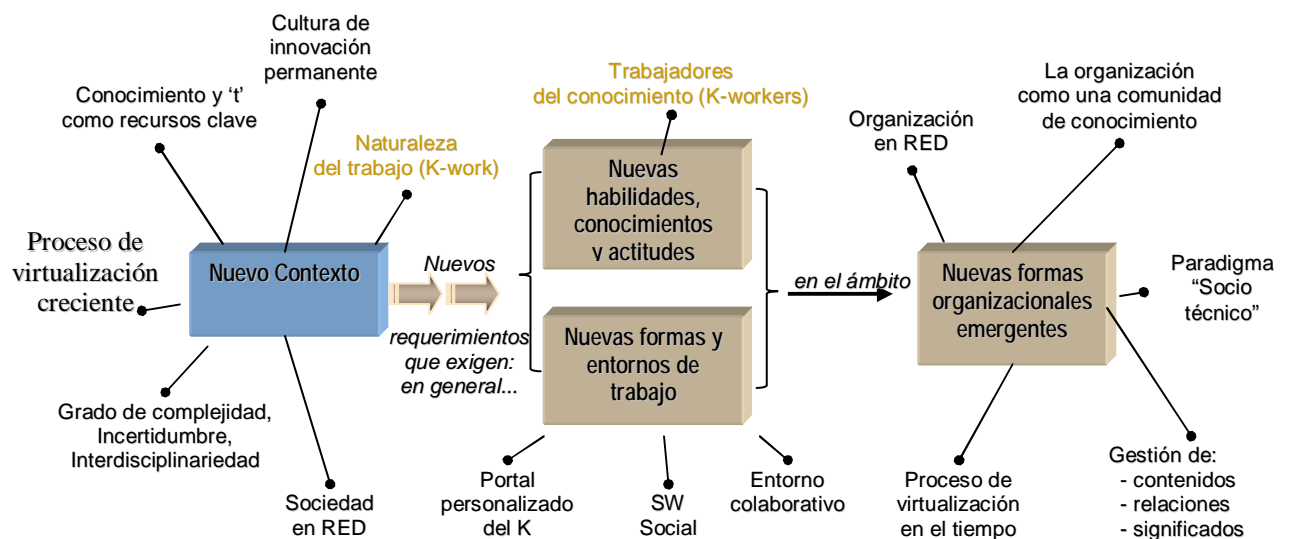 Cultura de
innovación
permanente
Conocimiento y ‘t’
como recursos clave
Naturaleza
del trabajo (K-work)
Proceso de
virtualización
creciente
Nuevo Contexto
Grado de complejidad,
Incertidumbre,
Interdisciplinariedad
Sociedad
en RED
Nuevos
requerimientos
que exigen:
en general...
Trabajadores
del conocimiento (K-workers)
Nuevas
habilidades,
conocimientos
y actitudes
Nuevas formas y
entornos de
trabajo
Portal
personalizado
del K
SW
Social
Entorno
colaborativo
en el ámbito
Organización
en RED
La organización
como una comunidad
de conocimiento
Nuevas formas
organizacionales
emergentes
Paradigma
“Socio
técnico”
Proceso de
virtualización
en el tiempo
Gestión de:
- contenidos
- relaciones
- significados